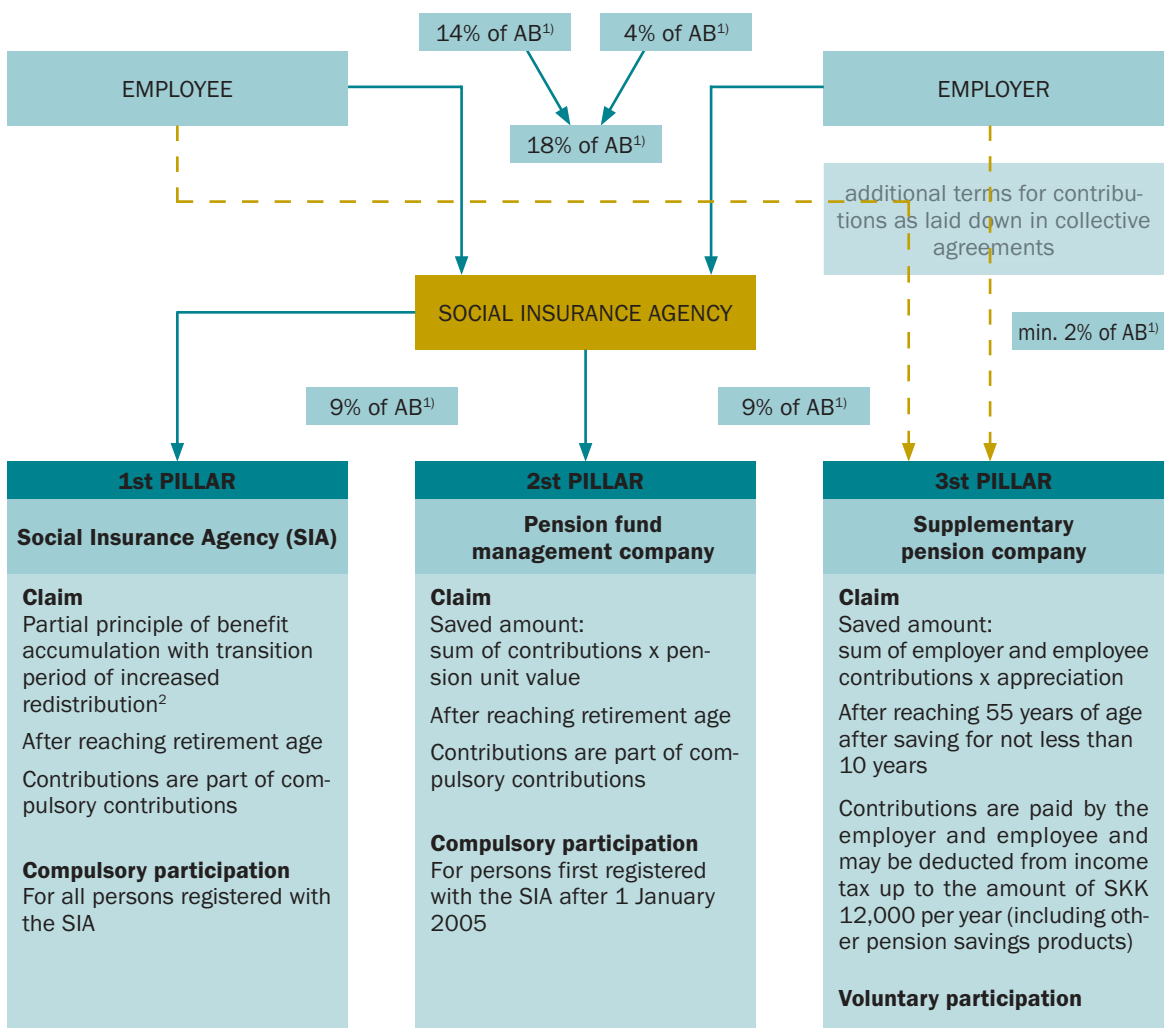 14% of AB1)
4% of AB1)
EMPLOYEE
EMPLOYER
18% of AB1)
additional terms for contribu-
tions as laid down in collective
agreements
SOCIAL INSURANCE AGENCY
min. 2% of AB1)
9% of AB1)
9% of AB1)
1st PILLAR
Social Insurance Agency (SIA)
Claim
Partial principle of benefit
accumulation with transition
period of increased
redistribution2
After reaching retirement age
Contributions are part of com-
pulsory contributions
Compulsory participation
For all persons registered with
the SIA
2st PILLAR
Pension fund
management company
Claim
Saved amount:
sum of contributions x pen-
sion unit value
After reaching retirement age
Contributions are part of com-
pulsory contributions
Compulsory participation
For persons first registered
with the SIA after 1 January
2005
3st PILLAR
Supplementary
pension company
Claim
Saved amount:
sum of employer and employee
contributions x appreciation
After reaching 55 years of age
after saving for not less than
10 years
Contributions are paid by the
employer and employee and
may be deducted from income
tax up to the amount of SKK
12,000 per year (including oth-
er pension savings products)
Voluntary participation